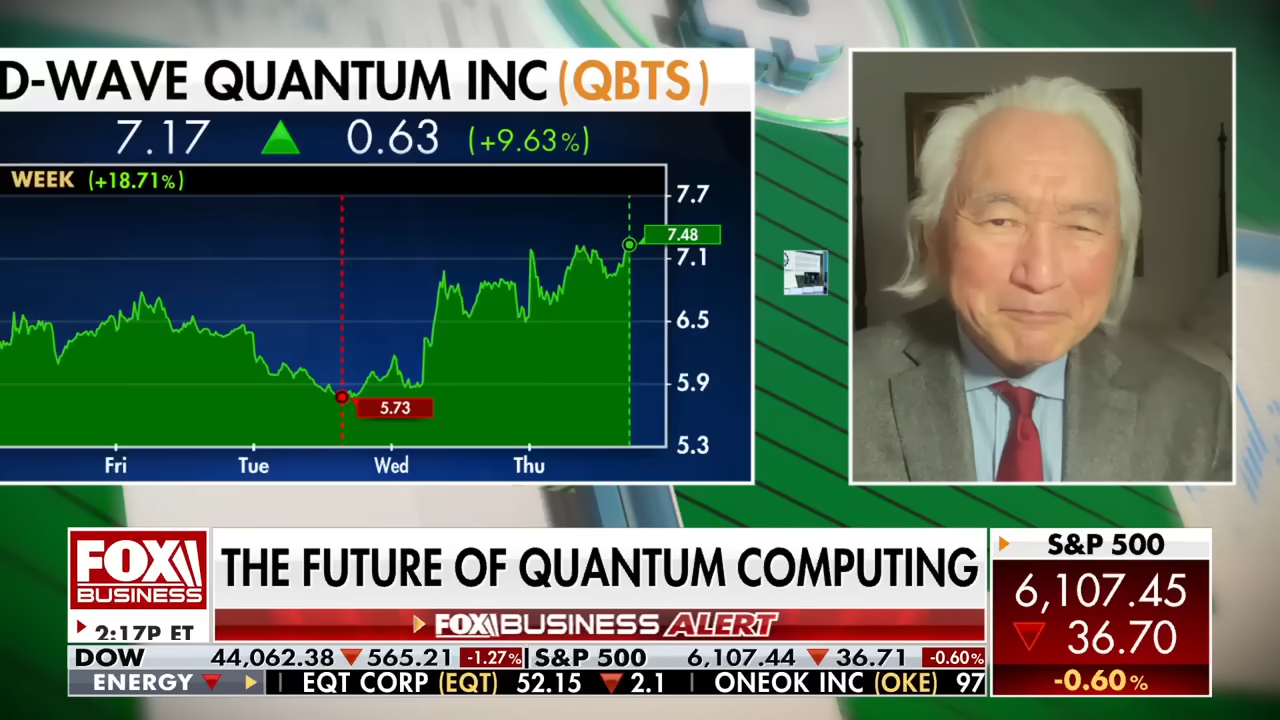 D-WAVE QUANTUM INC (QBTS)
7.17 ▲ 0.63 (+9.63%)
WEEK (+18.71%)
7.7
7.48
7.1
6.5
5.9
5.73
5.3
Fri Tue Wed Thu
FOX BUSINESS
2:17P ET
THE FUTURE OF QUANTUM COMPUTING
FOX BUSINESS ALERT
S&P 500
6,107.45
▼ 36.70
-0.60%
DOW 44,062.38 ▼ 565.21 -1.27% S&P 500 6,107.44 ▼ 36.71 -0.60%
ENERGY ▼ EQT CORP (EQT) 52.15 ▼ 2.1 ONEOK INC (OKE) 97